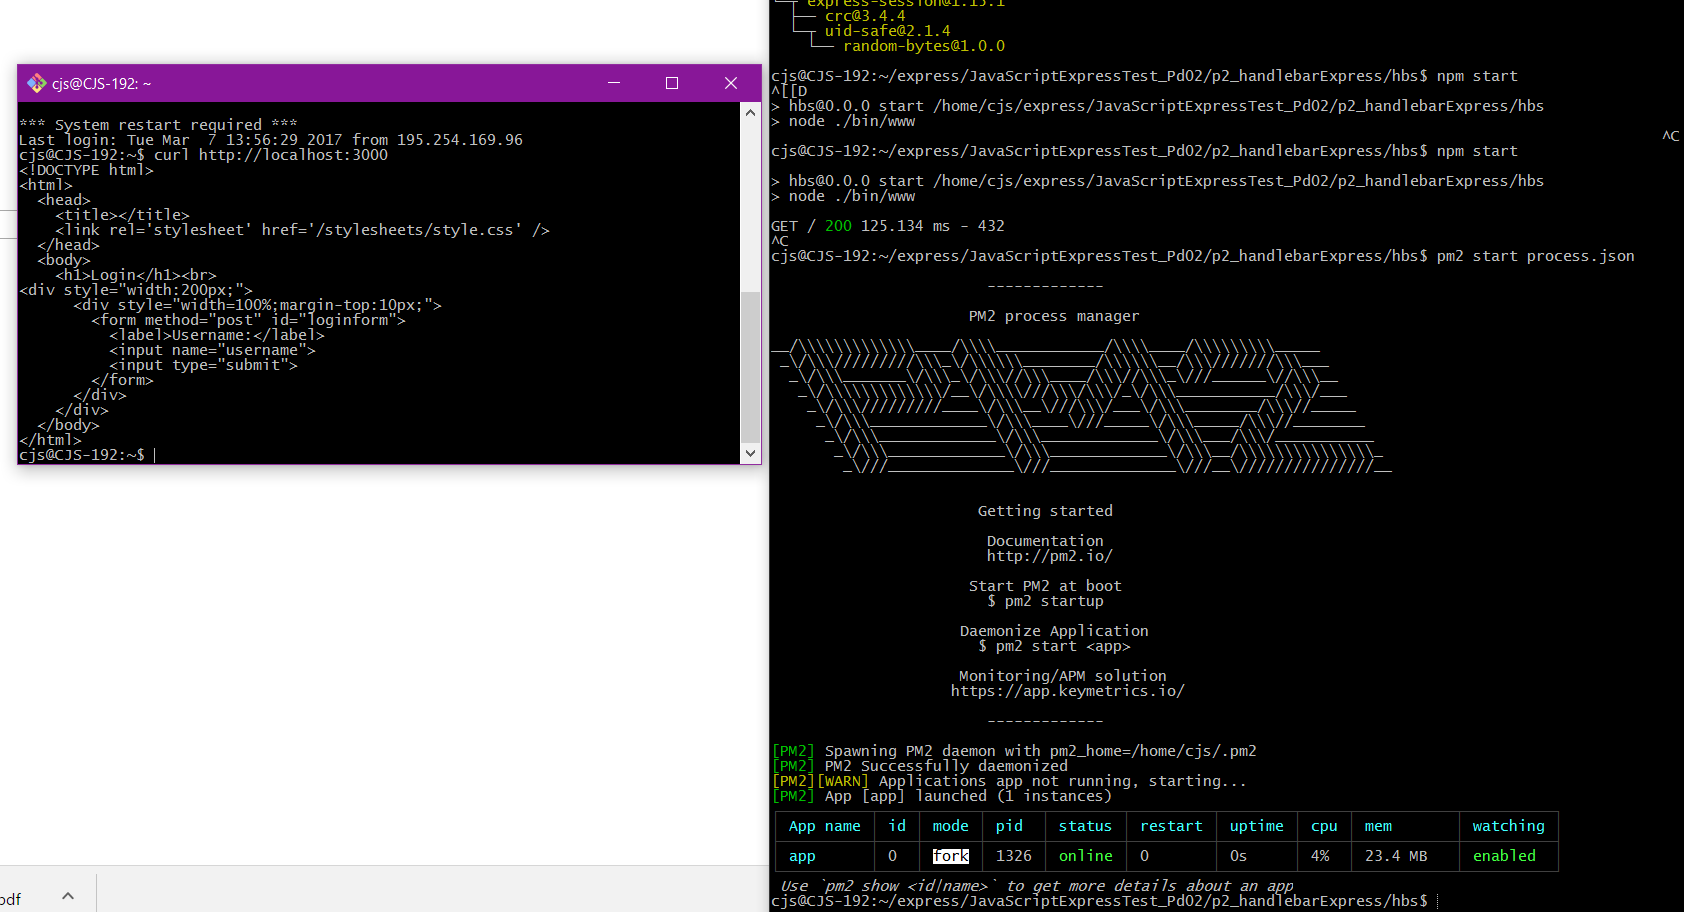 cjs@CJS-192: ~
*** System restart required ***
Last login: Tue Mar  7 13:56:29 2017 from 195.254.169.96
cjs@CJS-192:~$ curl http://localhost:3000
<!DOCTYPE html>
<html>
  <head>
    <title></title>
    <link rel='stylesheet' href='/stylesheets/style.css' />
  </head>
  <body>
    <h1>Login</h1><br>
<div style="width:200px;">
      <div style="width=100%;margin-top:10px;">
        <form method="post" id="loginform">
          <label>Username:</label>
          <input name="username">
          <input type="submit">
        </form>
      </div>
    </div>
  </body>
</html>
cjs@CJS-192:~$
pdf
express-session@1.15.1
crc@3.4.4
uid-safe@2.1.4
random-bytes@1.0.0
cjs@CJS-192:~/express/JavaScriptExpressTest_Pd02/p2_handlebarExpress/hbs$ npm start
^[[D
> hbs@0.0.0 start /home/cjs/express/JavaScriptExpressTest_Pd02/p2_handlebarExpress/hbs
> node ./bin/www
^C
cjs@CJS-192:~/express/JavaScriptExpressTest_Pd02/p2_handlebarExpress/hbs$ npm start
> hbs@0.0.0 start /home/cjs/express/JavaScriptExpressTest_Pd02/p2_handlebarExpress/hbs
> node ./bin/www
GET / 200 125.134 ms - 432
^C
cjs@CJS-192:~/express/JavaScriptExpressTest_Pd02/p2_handlebarExpress/hbs$ pm2 start process.json
-------------
PM2 process manager
Getting started
Documentation
http://pm2.io/
Start PM2 at boot
$ pm2 startup
Daemonize Application
$ pm2 start <app>
Monitoring/APM solution
https://app.keymetrics.io/
-------------
[PM2] Spawning PM2 daemon with pm2_home=/home/cjs/.pm2
[PM2] PM2 Successfully daemonized
[PM2][WARN] Applications app not running, starting...
[PM2] App [app] launched (1 instances)
App name id mode pid status restart uptime cpu mem watching
app 0 fork 1326 online 0 0s 4% 23.4 MB enabled
Use `pm2 show <id|name>` to get more details about an app
cjs@CJS-192:~/express/JavaScriptExpressTest_Pd02/p2_handlebarExpress/hbs$